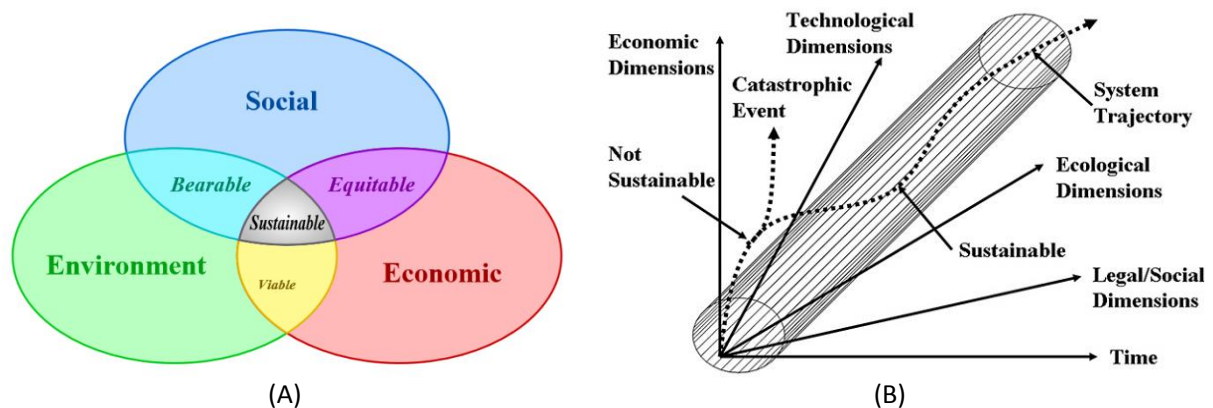 Social
Bearable
Equitable
Sustainable
Environment
Economic
Viable
(A)
Economic
Dimensions
Technological
Dimensions
Catastrophic
Event
System
Trajectory
Not
Sustainable
Ecological
Dimensions
Sustainable
Legal/Social
Dimensions
Time
(B)